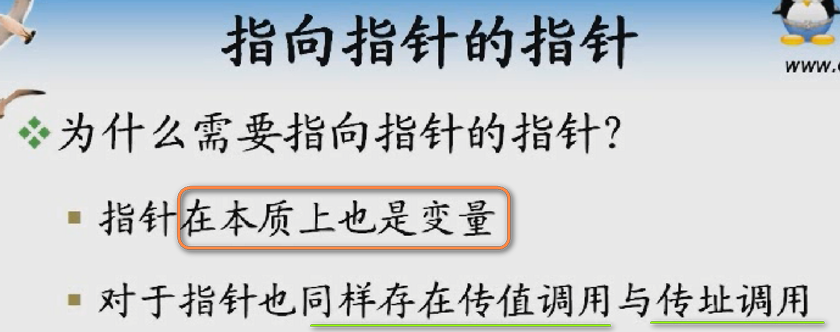 指向指针的指针
www.
为什么需要指向指针的指针?
指针在本质上也是变量
对于指针也同样存在传值调用与传址调用